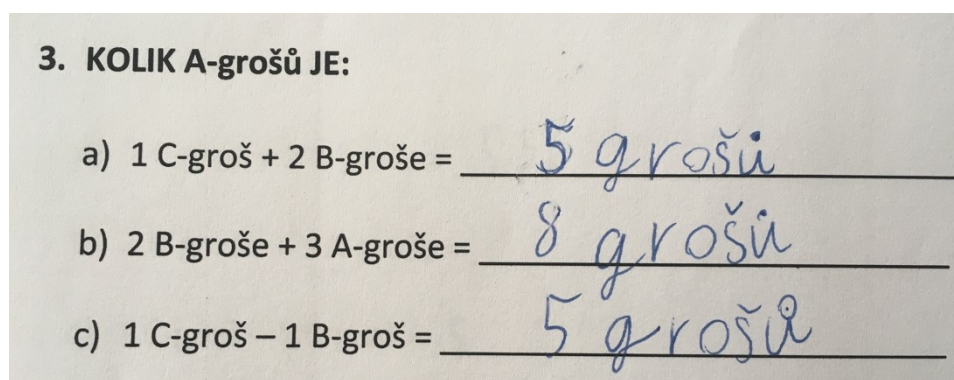 3. KOLIK A-grošů JE:
a) 1 C-groš + 2 B-groše = 5 grošů
b) 2 B-groše + 3 A-groše = 8 grošů
c) 1 C-groš – 1 B-groš = 5 grošů